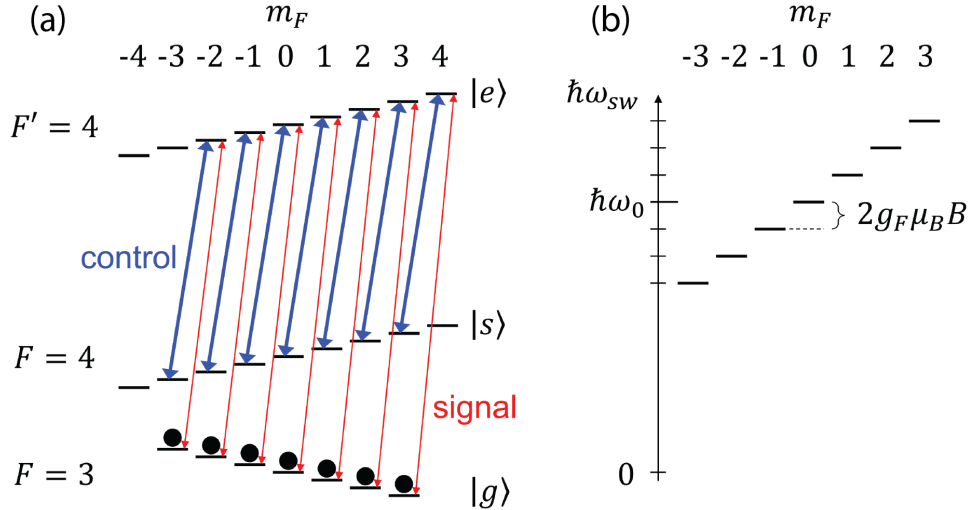 (a)
m_F
-4 -3 -2 -1 0 1 2 3 4
|e⟩
F′ = 4
control
|s⟩
F = 4
signal
F = 3
|g⟩
(b)
m_F
-3 -2 -1 0 1 2 3
ħω_sw
ħω_0
2g_Fμ_BB
0